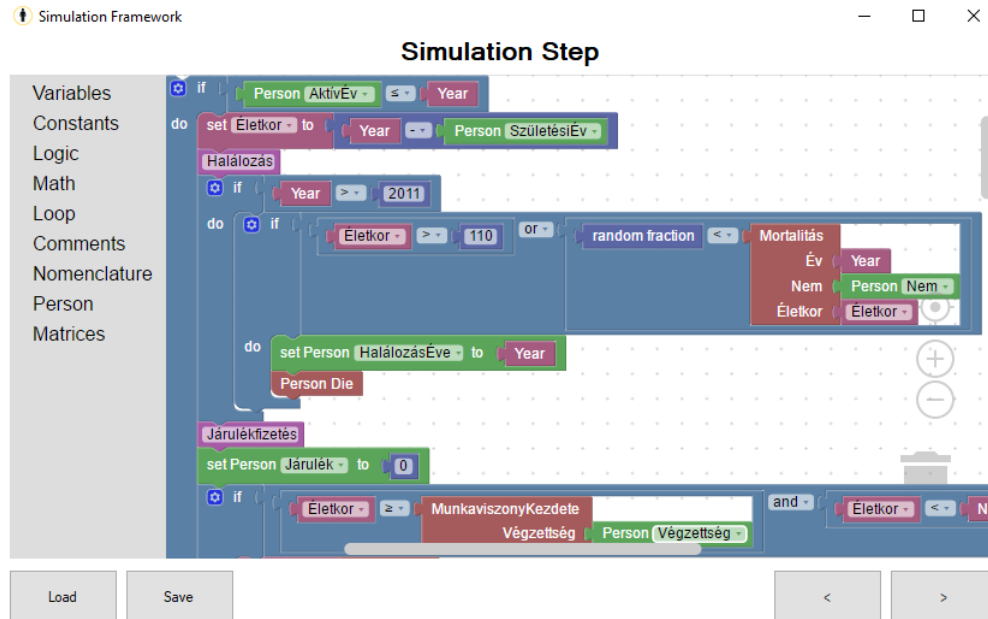 Simulation Framework
Simulation Step
Variables
Constants
Logic
Math
Loop
Comments
Nomenclature
Person
Matrices
if Person AktívÉv ≤ Year
do set Életkor to Year - Person SzületésiÉv
Halálozás
if Year > 2011
do if Életkor > 110 or random fraction < Mortalitás
Év Year
Nem Person Nem
Életkor Életkor
do set Person HalálozásÉve to Year
Person Die
Járulékfizetés
set Person Járulék to 0
if Életkor ≥ MunkaviszonyKezdete and Életkor < N
Végzettség Person Végzettség
Load Save < >